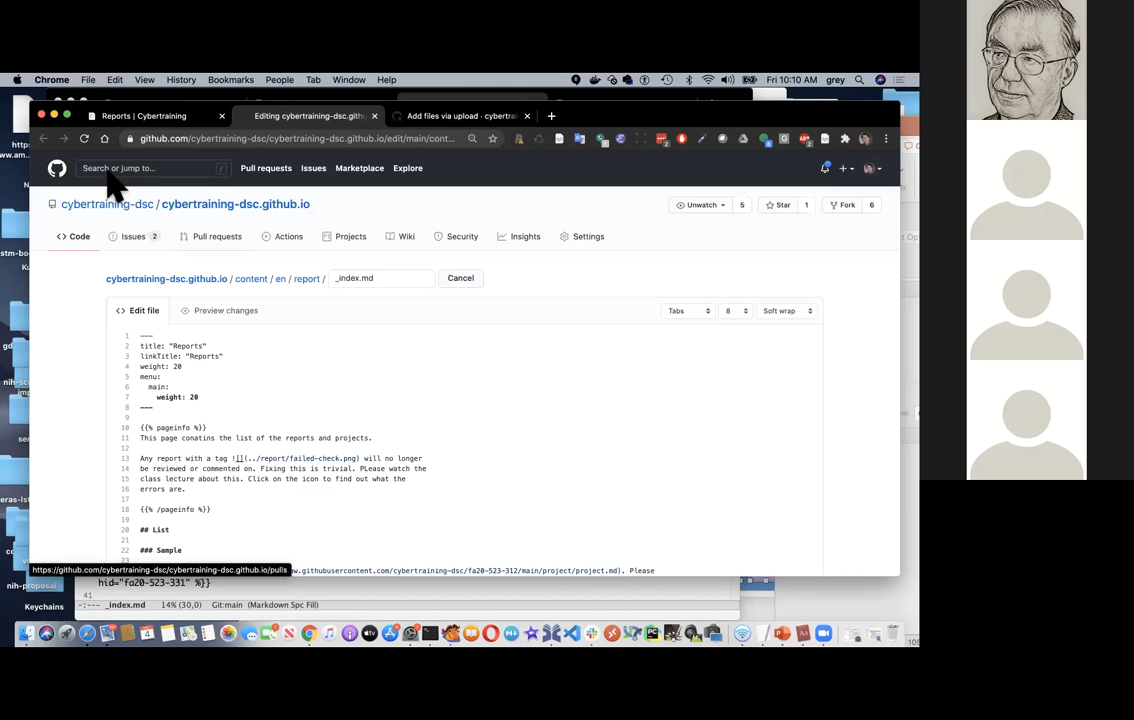 Chrome File Edit View History Bookmarks People Tab Window Help Fri 10:10 AM grey
Reports | Cybertraining
Editing cybertraining-dsc.gith
Add files via upload · cybertrai
github.com/cybertraining-dsc/cybertraining-dsc.github.io/edit/main/cont...
Search or jump to... / Pull requests Issues Marketplace Explore
cybertraining-dsc / cybertraining-dsc.github.io
Unwatch 5 Star 1 Fork 6
<> Code Issues 2 Pull requests Actions Projects Wiki Security Insights Settings
cybertraining-dsc.github.io / content / en / report / _index.md Cancel
<> Edit file Preview changes Tabs 8 Soft wrap
1 ---
2 title: "Reports"
3 linkTitle: "Reports"
4 weight: 20
5 menu:
6 main:
7 weight: 20
8 ---
9
10 {{% pageinfo %}}
11 This page conatins the list of the reports and projects.
12
13 Any report with a tag ![](../report/failed-check.png) will no longer
14 be reviewed or commented on. Fixing this is trivial. PLease watch the
15 class lecture about this. Click on the icon to find out what the
16 errors are.
17
18 {{% /pageinfo %}}
19
20 ## List
21
22 ### Sample
23
https://github.com/cybertraining-dsc/cybertraining-dsc.github.io/pulls
w.githubusercontent.com/cybertraining-dsc/fa20-523-312/main/project/project.md). Please
hid="fa20-523-331" %}}
41
-:--- _index.md 14% (30,0) Git:main (Markdown Spc Fill)
nih-proposal
Keychains